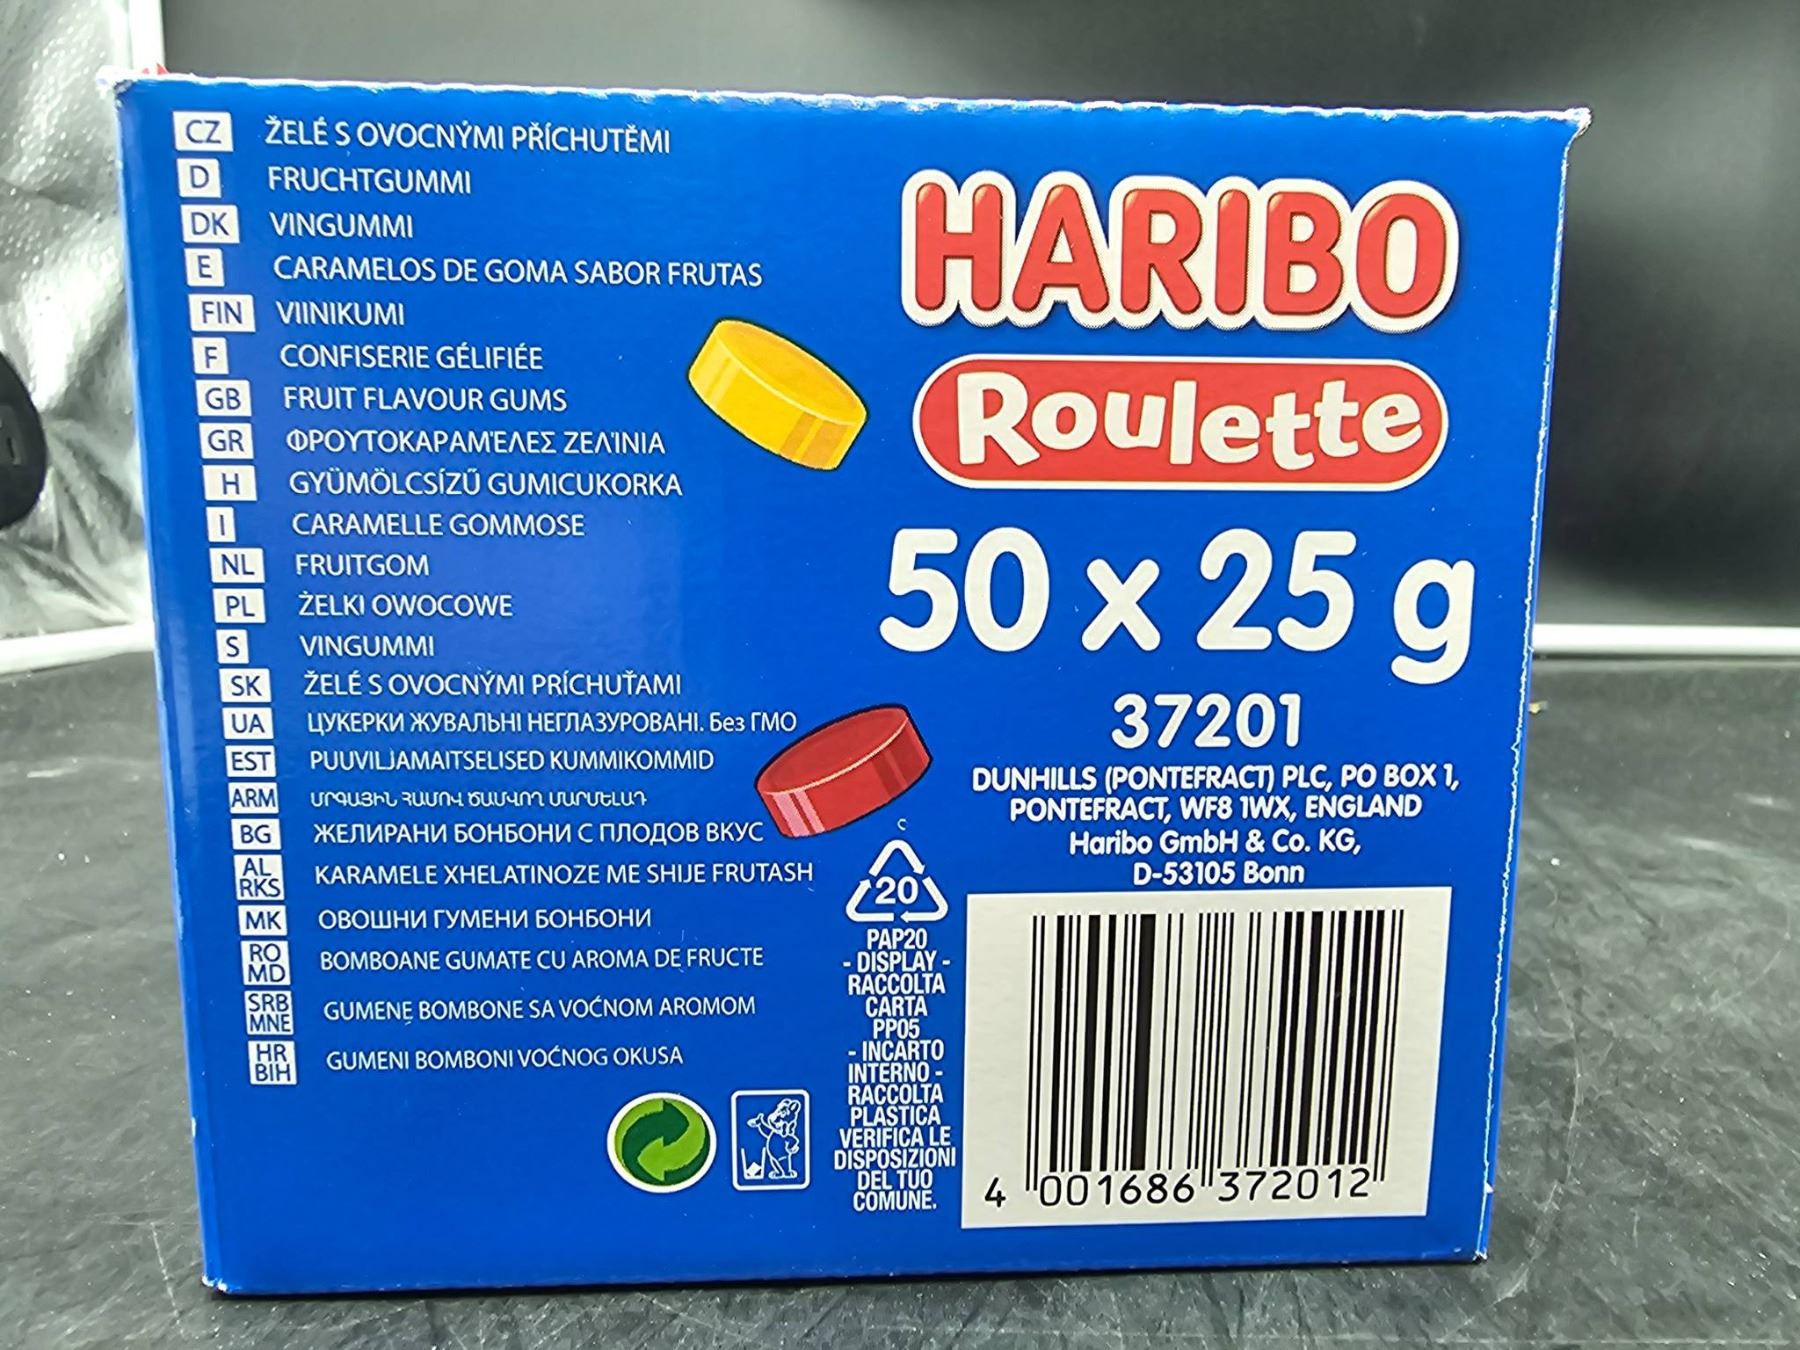 CZ ŽELÉ S OVOCNÝMI PŘÍCHUTĚMI
D FRUCHTGUMMI
DK VINGUMMI
E CARAMELOS DE GOMA SABOR FRUTAS
FIN VIINIKUMI
F CONFISERIE GÉLIFIÉE
GB FRUIT FLAVOUR GUMS
GR ΦΡΟΥΤΟΚΑΡΑΜΈΛΕΣ ΖΕΛΊΝΙΑ
H GYÜMÖLCSÍZŰ GUMICUKORKA
I CARAMELLE GOMMOSE
NL FRUITGOM
PL ŻELKI OWOCOWE
S VINGUMMI
SK ŽELÉ S OVOCNÝMI PRÍCHUŤAMI
UA ЦУКЕРКИ ЖУВАЛЬНІ НЕГЛАЗУРОВАНІ. Без ГМО
EST PUUVILJAMAITSELISED KUMMIKOMMID
ARM ՄՐԳԱՅԻՆ ՀԱՄՈՎ ԾԱՄՎՈՂ ՄԱՐՄԵԼԱԴ
BG ЖЕЛИРАНИ БОНБОНИ С ПЛОДОВ ВКУС
AL
RKS KARAMELE XHELATINOZE ME SHIJE FRUTASH
MK ОВОШНИ ГУМЕНИ БОНБОНИ
RO
MD BOMBOANE GUMATE CU AROMA DE FRUCTE
SRB
MNE GUMENE BOMBONE SA VOĆNOM AROMOM
HR
BIH GUMENI BOMBONI VOĆNOG OKUSA
HARIBO
Roulette
50 x 25 g
37201
DUNHILLS (PONTEFRACT) PLC, PO BOX 1,
PONTEFRACT, WF8 1WX, ENGLAND
Haribo GmbH & Co. KG,
D-53105 Bonn
C
20
PAP20
- DISPLAY -
RACCOLTA
CARTA
PP05
- INCARTO
INTERNO -
RACCOLTA
PLASTICA
VERIFICA LE
DISPOSIZIONI
DEL TUO
COMUNE.
4 001686 372012